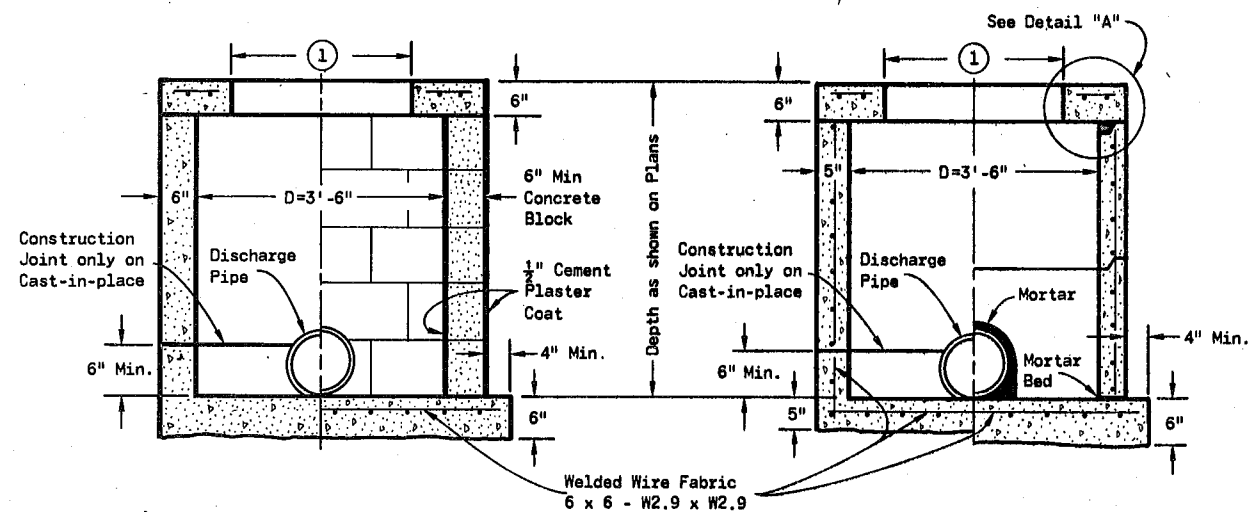 See Detail "A"
1
1
6"
6"
6"
D=3'-6"
6" Min
Concrete
Block
Depth as shown on Plans
5"
D=3'-6"
Construction
Joint only on
Cast-in-place
Discharge
Pipe
½" Cement
Plaster
Coat
Construction
Joint only on
Cast-in-place
Discharge
Pipe
Mortar
6" Min.
4" Min.
6" Min.
Mortar
Bed
4" Min.
6"
5"
6"
Welded Wire Fabric
6 x 6 - W2.9 x W2.9